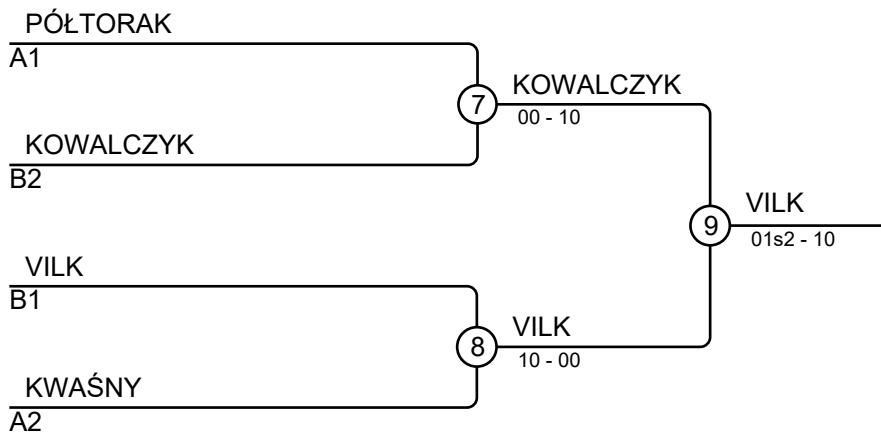 PÓŁTORAK
A1
7
KOWALCZYK
00 - 10
KOWALCZYK
B2
9
VILK
01s2 - 10
VILK
B1
8
VILK
10 - 00
KWAŚNY
A2